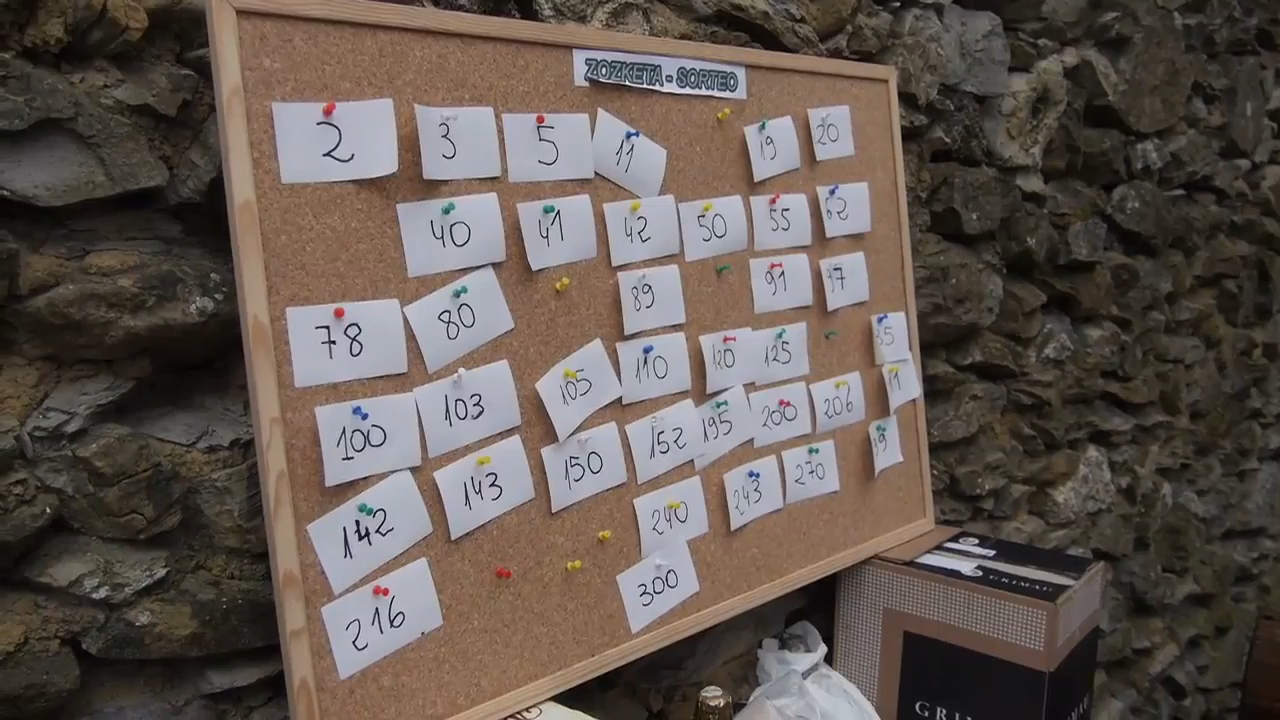 ZOZKETA - SORTEO
2 3 5 11 19 20
40 41 42 50 55 62
78 80 89 91 97
100 103 105 110 120 125
142 143 150 152 195 200 206
216 240 243 270
300
GRIMAU